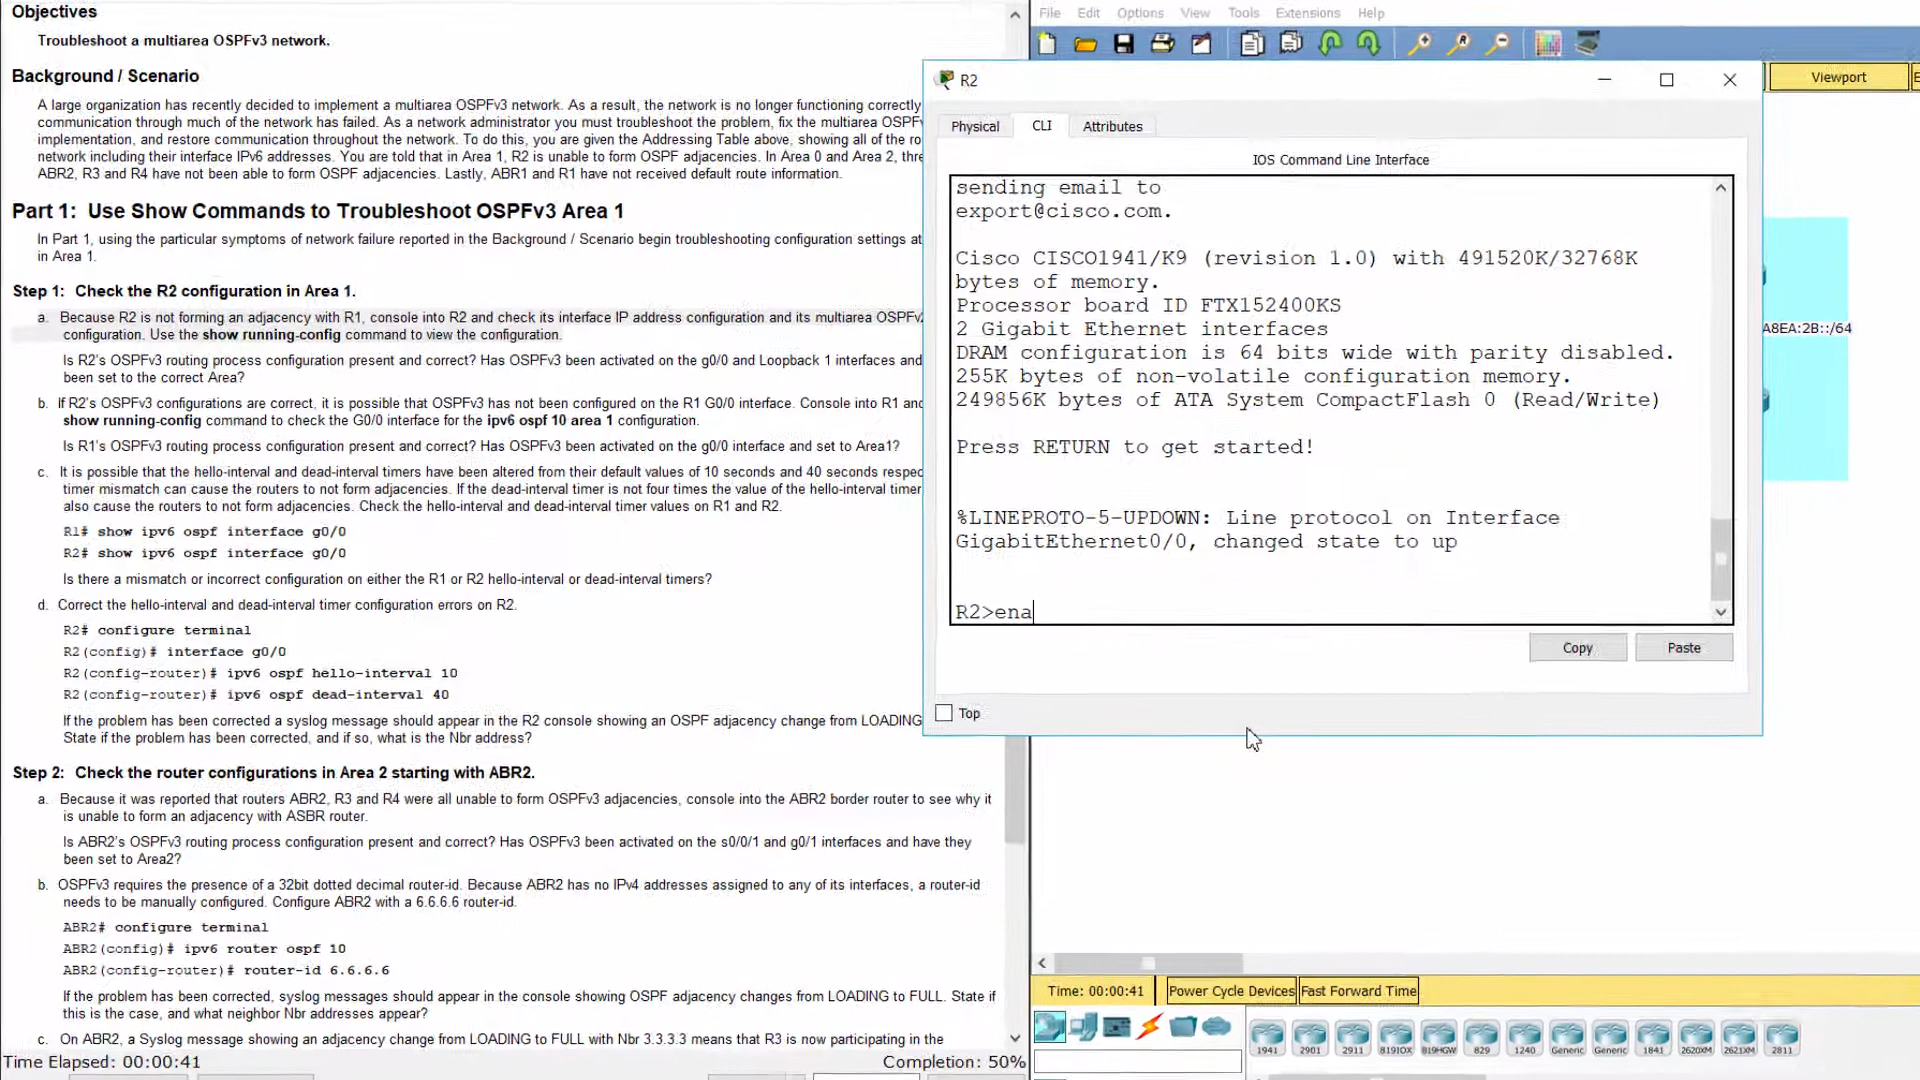 Objectives
Troubleshoot a multiarea OSPFv3 network.
Background / Scenario
A large organization has recently decided to implement a multiarea OSPFv3 network. As a result, the network is no longer functioning correctly
communication through much of the network has failed. As a network administrator you must troubleshoot the problem, fix the multiarea OSPF
implementation, and restore communication throughout the network. To do this, you are given the Addressing Table above, showing all of the ro
network including their interface IPv6 addresses. You are told that in Area 1, R2 is unable to form OSPF adjacencies. In Area 0 and Area 2, thre
ABR2, R3 and R4 have not been able to form OSPF adjacencies. Lastly, ABR1 and R1 have not received default route information.
Part 1: Use Show Commands to Troubleshoot OSPFv3 Area 1
In Part 1, using the particular symptoms of network failure reported in the Background / Scenario begin troubleshooting configuration settings at
in Area 1.
Step 1: Check the R2 configuration in Area 1.
a. Because R2 is not forming an adjacency with R1, console into R2 and check its interface IP address configuration and its multiarea OSPFv
configuration. Use the show running-config command to view the configuration.
Is R2's OSPFv3 routing process configuration present and correct? Has OSPFv3 been activated on the g0/0 and Loopback 1 interfaces and
been set to the correct Area?
b. If R2's OSPFv3 configurations are correct, it is possible that OSPFv3 has not been configured on the R1 G0/0 interface. Console into R1 and
show running-config command to check the G0/0 interface for the ipv6 ospf 10 area 1 configuration.
Is R1's OSPFv3 routing process configuration present and correct? Has OSPFv3 been activated on the g0/0 interface and set to Area1?
c. It is possible that the hello-interval and dead-interval timers have been altered from their default values of 10 seconds and 40 seconds respec
timer mismatch can cause the routers to not form adjacencies. If the dead-interval timer is not four times the value of the hello-interval timer
also cause the routers to not form adjacencies. Check the hello-interval and dead-interval timer values on R1 and R2.
R1# show ipv6 ospf interface g0/0
R2# show ipv6 ospf interface g0/0
Is there a mismatch or incorrect configuration on either the R1 or R2 hello-interval or dead-interval timers?
d. Correct the hello-interval and dead-interval timer configuration errors on R2.
R2# configure terminal
R2(config)# interface g0/0
R2(config-router)# ipv6 ospf hello-interval 10
R2(config-router)# ipv6 ospf dead-interval 40
If the problem has been corrected a syslog message should appear in the R2 console showing an OSPF adjacency change from LOADING
State if the problem has been corrected, and if so, what is the Nbr address?
Step 2: Check the router configurations in Area 2 starting with ABR2.
a. Because it was reported that routers ABR2, R3 and R4 were all unable to form OSPFv3 adjacencies, console into the ABR2 border router to see why it
is unable to form an adjacency with ASBR router.
Is ABR2's OSPFv3 routing process configuration present and correct? Has OSPFv3 been activated on the s0/0/1 and g0/1 interfaces and have they
been set to Area2?
b. OSPFv3 requires the presence of a 32bit dotted decimal router-id. Because ABR2 has no IPv4 addresses assigned to any of its interfaces, a router-id
needs to be manually configured. Configure ABR2 with a 6.6.6.6 router-id.
ABR2# configure terminal
ABR2(config)# ipv6 router ospf 10
ABR2(config-router)# router-id 6.6.6.6
If the problem has been corrected, syslog messages should appear in the console showing OSPF adjacency changes from LOADING to FULL. State if
this is the case, and what neighbor Nbr addresses appear?
c. On ABR2, a Syslog message showing an adjacency change from LOADING to FULL with Nbr 3.3.3.3 means that R3 is now participating in the
Time Elapsed: 00:00:41
Completion: 50%
File Edit Options View Tools Extensions Help
Viewport
R2
Physical CLI Attributes
IOS Command Line Interface
sending email to
export@cisco.com.
Cisco CISCO1941/K9 (revision 1.0) with 491520K/32768K
bytes of memory.
Processor board ID FTX152400KS
2 Gigabit Ethernet interfaces
DRAM configuration is 64 bits wide with parity disabled.
255K bytes of non-volatile configuration memory.
249856K bytes of ATA System CompactFlash 0 (Read/Write)
Press RETURN to get started!
%LINEPROTO-5-UPDOWN: Line protocol on Interface
GigabitEthernet0/0, changed state to up
R2>ena
Copy Paste
Top
A8EA:2B::/64
Time: 00:00:41 Power Cycle Devices Fast Forward Time
1941 2901 2911 819IOX 819HGW 829 1240 Generic Generic 1841 2620XM 2621XM 2811